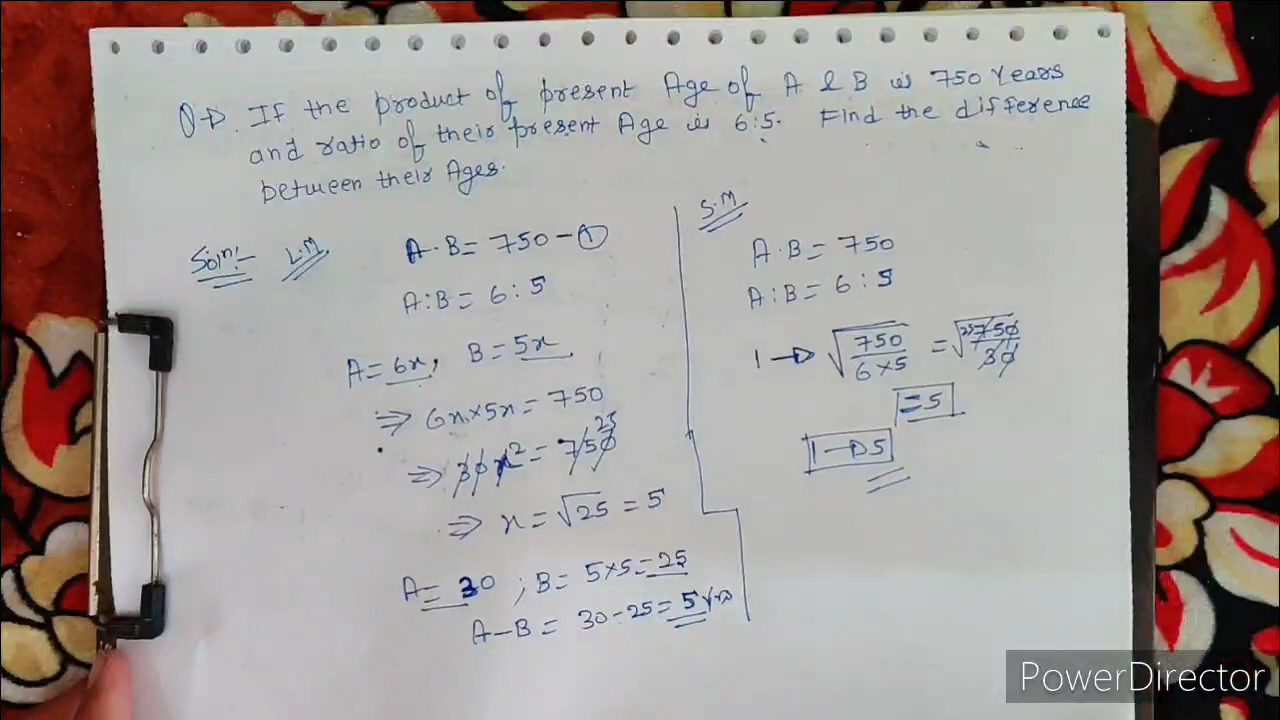 Q→ If the product of present Age of A & B is 750 Years
and ratio of their present Age is 6:5. Find the difference
between their Ages.
Soln:- L.M
A·B = 750 - ①
A:B = 6:5
A = 6x, B = 5x
⇒ 6x×5x = 750
⇒ 30x² = 750 25
⇒ x = √25 = 5
A = 30 ; B = 5×5 = 25
A-B = 30-25 = 5 Yrs
S.M
A·B = 750
A:B = 6:5
1→ √750/6×5 = √25 750/30 1
= 5
1→5
PowerDirector